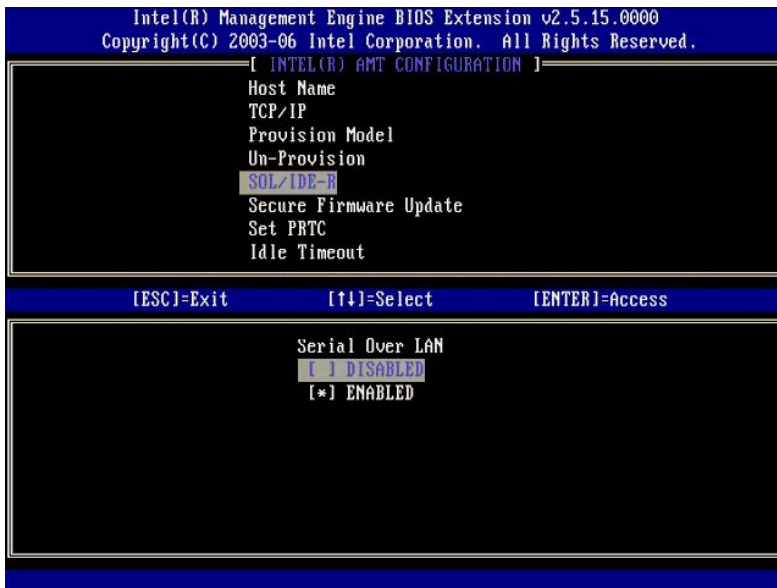 Intel(R) Management Engine BIOS Extension v2.5.15.0000
Copyright(C) 2003-06 Intel Corporation. All Rights Reserved.
[ INTEL(R) AMT CONFIGURATION ]
Host Name
TCP/IP
Provision Model
Un-Provision
SOL/IDE-R
Secure Firmware Update
Set PRTC
Idle Timeout
[ESC]=Exit [↑↓]=Select [ENTER]=Access
Serial Over LAN
[ ] DISABLED
[*] ENABLED